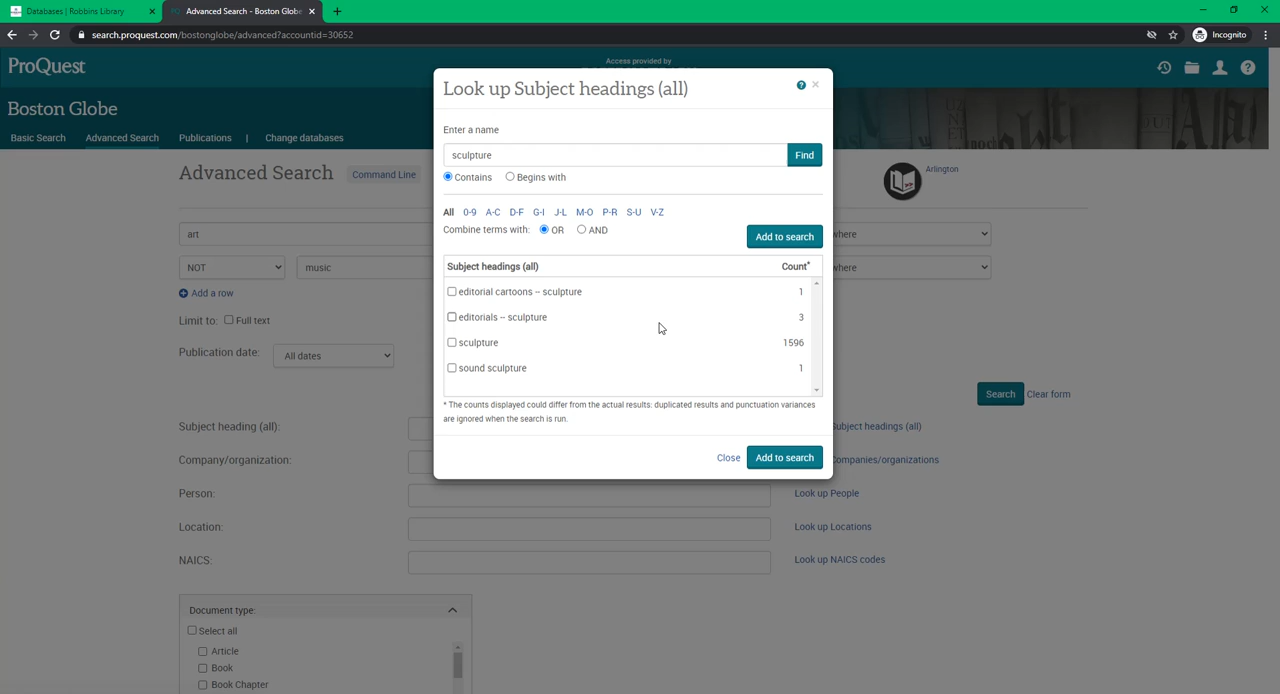 Databases | Robbins Library
Advanced Search - Boston Globe
search.proquest.com/bostonglobe/advanced?accountid=30652
Incognito
ProQuest
Access provided by
Boston Globe
Basic Search Advanced Search Publications | Change databases
Look up Subject headings (all)
Enter a name
sculpture Find
Contains Begins with
All 0-9 A-C D-F G-I J-L M-O P-R S-U V-Z
Combine terms with: OR AND
Add to search
Subject headings (all) Count*
editorial cartoons -- sculpture 1
editorials -- sculpture 3
sculpture 1596
sound sculpture 1
* The counts displayed could differ from the actual results: duplicated results and punctuation variances
are ignored when the search is run.
Close Add to search
Advanced Search Command Line
Arlington
art here
NOT music here
Add a row
Limit to: Full text
Publication date: All dates
Search Clear form
Subject heading (all): Subject headings (all)
Company/organization: Companies/organizations
Person: Look up People
Location: Look up Locations
NAICS: Look up NAICS codes
Document type:
Select all
Article
Book
Book Chapter